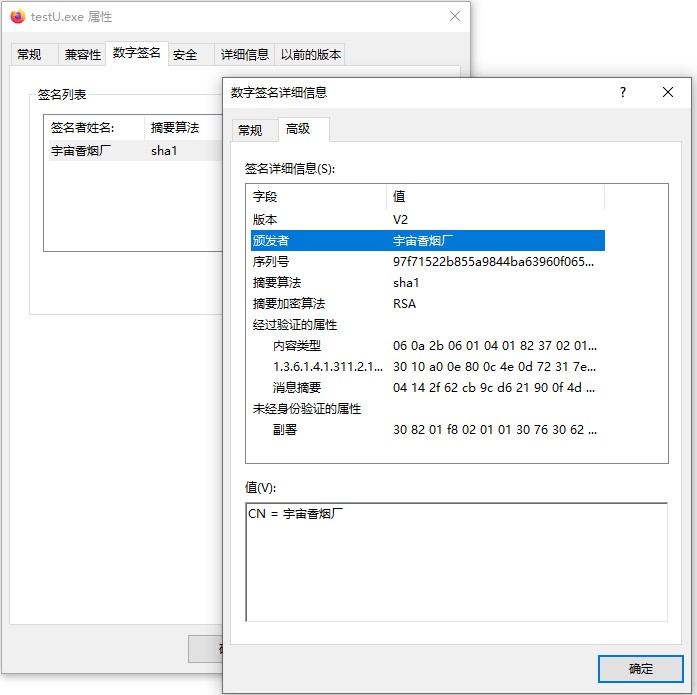 testU.exe 属性
常规 兼容性 数字签名 安全 详细信息 以前的版本
签名列表
签名者姓名: 摘要算法
宇宙香烟厂 sha1
数字签名详细信息
?
常规 高级
签名详细信息(S):
字段 值
版本 V2
颁发者 宇宙香烟厂
序列号 97f71522b855a9844ba63960f065...
摘要算法 sha1
摘要加密算法 RSA
经过验证的属性
内容类型 06 0a 2b 06 01 04 01 82 37 02 01...
1.3.6.1.4.1.311.2.1... 30 10 a0 0e 80 0c 4e 0d 72 31 7e...
消息摘要 04 14 2f 62 cb 9c d6 21 90 0f 4d ...
未经身份验证的属性
副署 30 82 01 f8 02 01 01 30 76 30 62 ...
值(V):
CN = 宇宙香烟厂
确定